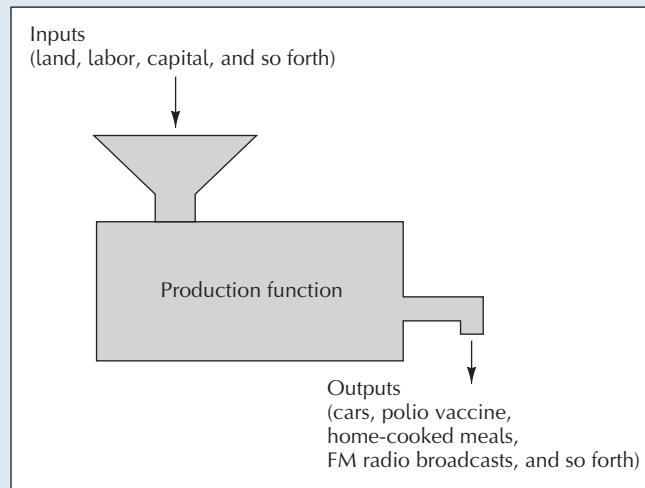 Inputs
(land, labor, capital, and so forth)
Production function
Outputs
(cars, polio vaccine,
home-cooked meals,
FM radio broadcasts, and so forth)